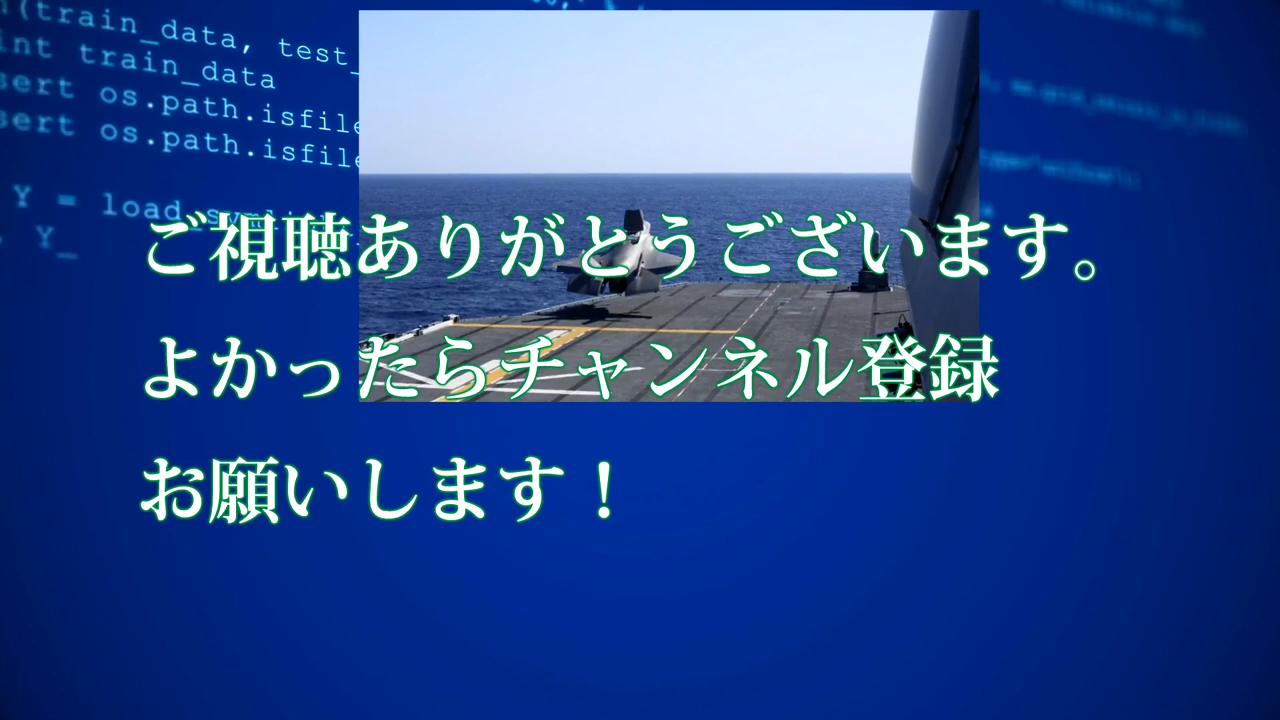 n(train_data, test_
int train_data
sert os.path.isfile
sert os.path.isfile
Y = load
Y_
ご視聴ありがとうございます。
よかったらチャンネル登録
お願いします！